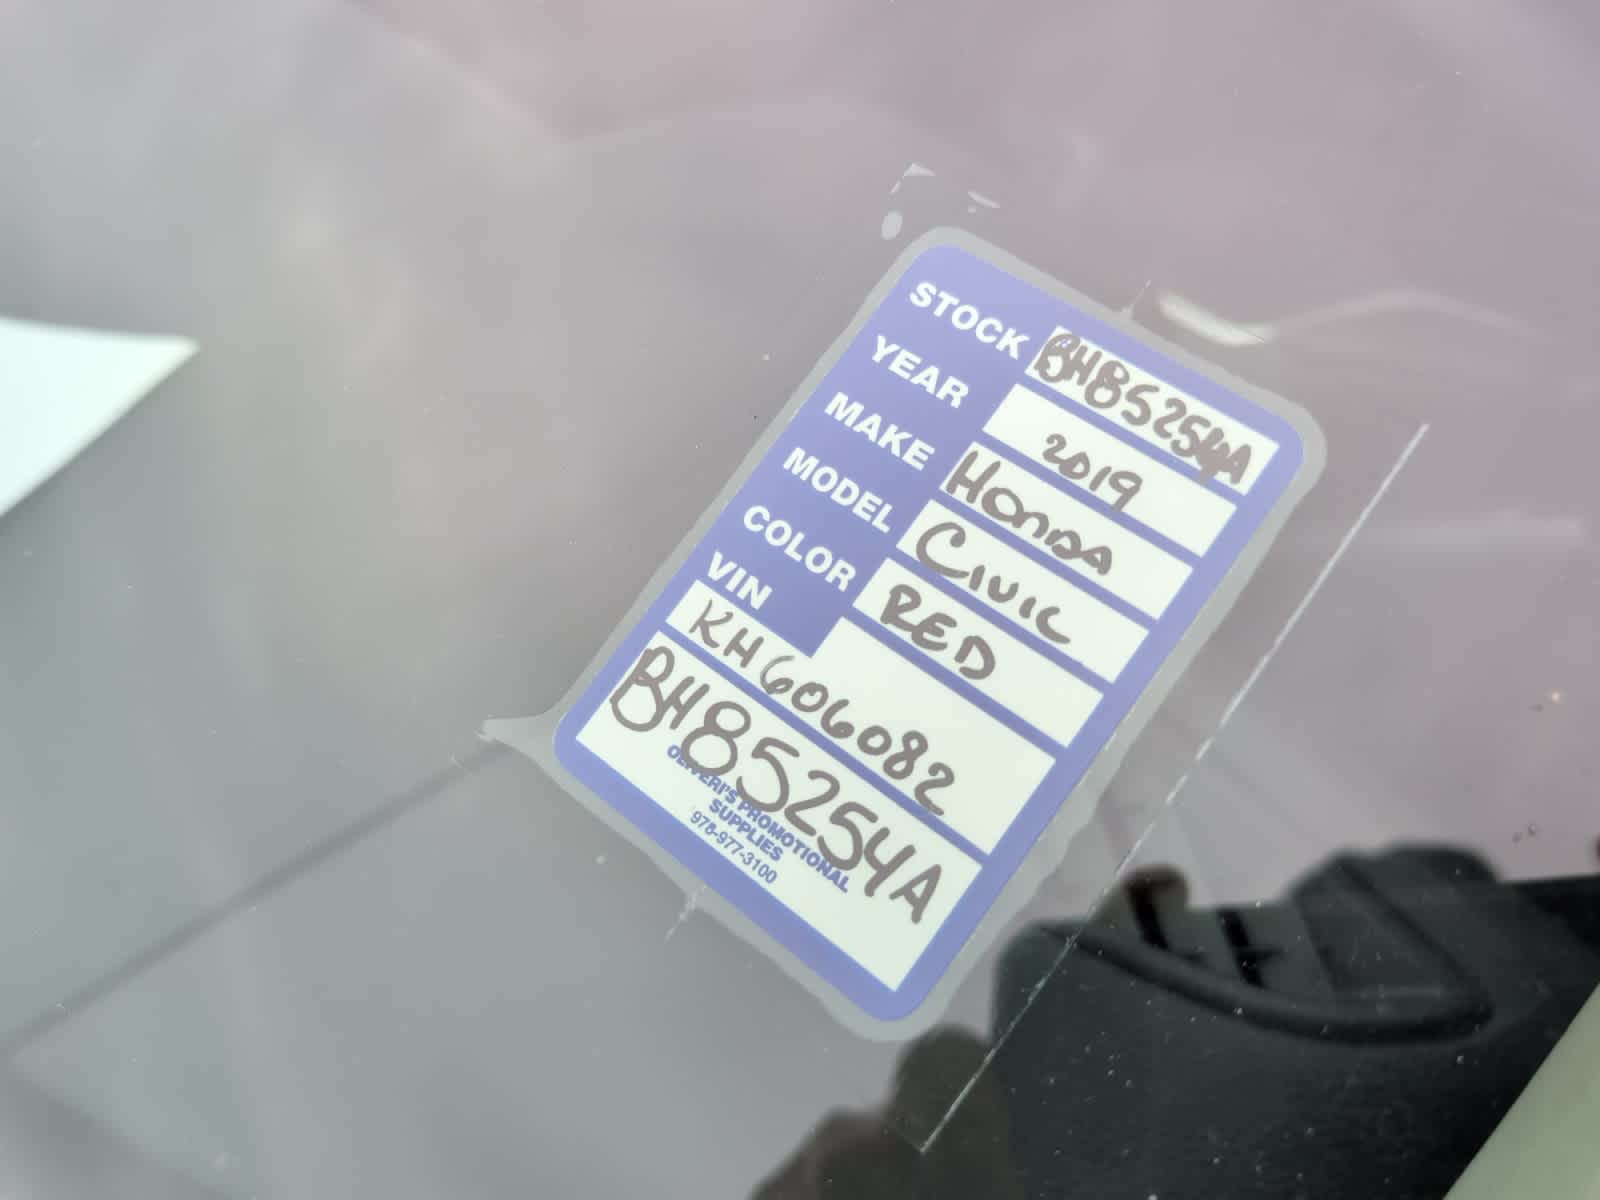 STOCK BH85254A
YEAR 2019
MAKE HONDA
MODEL CIVIC
COLOR RED
VIN
KH606082
BH85254A
OLIVERI'S PROMOTIONAL
SUPPLIES
978-977-3100